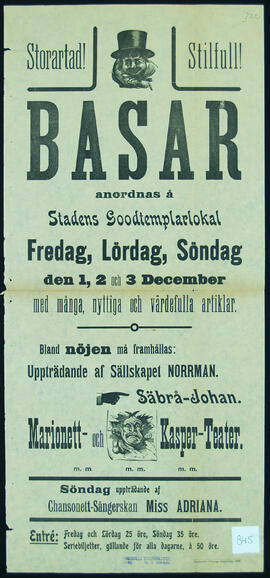 Storartad! Stilfull!
BASAR
anordnas å
Stadens Goodtemplarlokal
Fredag, Lördag, Söndag
den 1, 2 och 3 December
med många, nyttiga och värdefulla artiklar.
Bland nöjen må framhållas:
Uppträdande af Sällskapet NORRMAN.
Säbrå-Johan.
Marionett- och Kasper-Teater.
m. m. m. m. m. m.
Söndag uppträdande af
Chansonett-Sångerskan Miss ADRIANA.
Entré: Fredag och Lördag 25 öre, Söndag 35 öre.
Seriebiljetter, gällande för alla dagarne, à 50 öre.
845